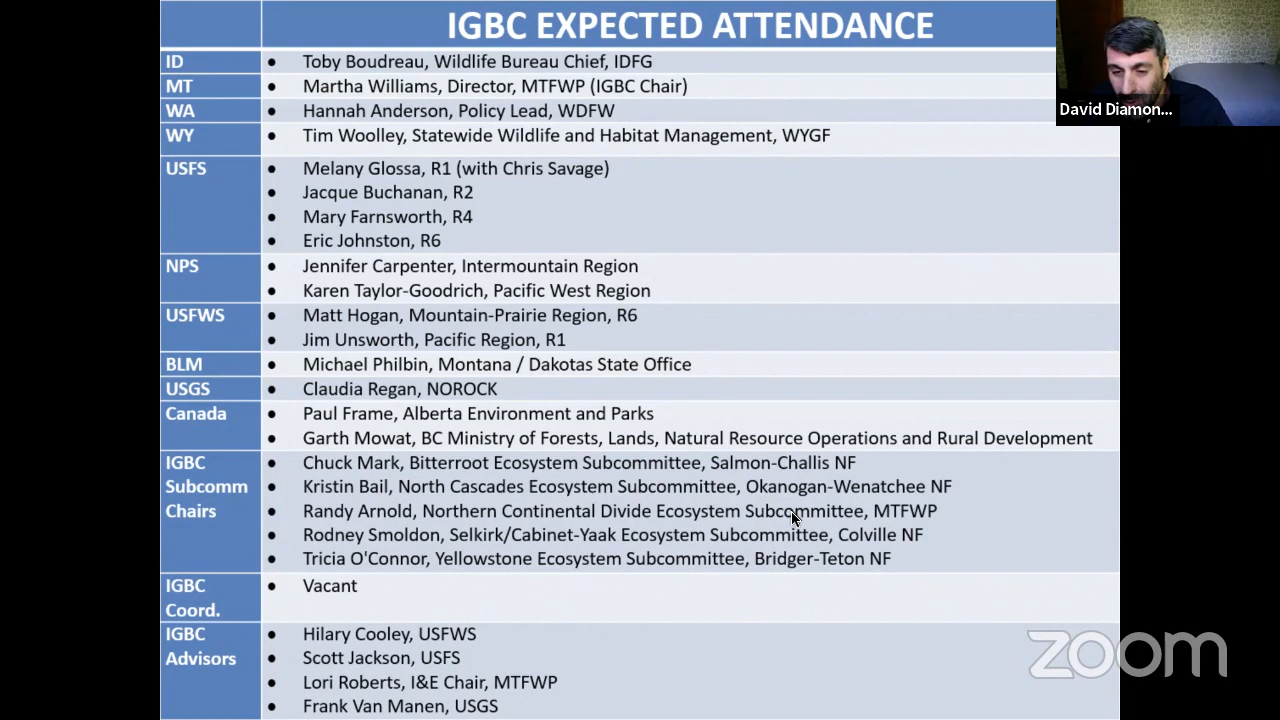 IGBC EXPECTED ATTENDANCE
ID
• Toby Boudreau, Wildlife Bureau Chief, IDFG
MT
• Martha Williams, Director, MTFWP (IGBC Chair)
WA
• Hannah Anderson, Policy Lead, WDFW
WY
• Tim Woolley, Statewide Wildlife and Habitat Management, WYGF
USFS
• Melany Glossa, R1 (with Chris Savage)
• Jacque Buchanan, R2
• Mary Farnsworth, R4
• Eric Johnston, R6
NPS
• Jennifer Carpenter, Intermountain Region
• Karen Taylor-Goodrich, Pacific West Region
USFWS
• Matt Hogan, Mountain-Prairie Region, R6
• Jim Unsworth, Pacific Region, R1
BLM
• Michael Philbin, Montana / Dakotas State Office
USGS
• Claudia Regan, NOROCK
Canada
• Paul Frame, Alberta Environment and Parks
• Garth Mowat, BC Ministry of Forests, Lands, Natural Resource Operations and Rural Development
IGBC
Subcomm
Chairs
• Chuck Mark, Bitterroot Ecosystem Subcommittee, Salmon-Challis NF
• Kristin Bail, North Cascades Ecosystem Subcommittee, Okanogan-Wenatchee NF
• Randy Arnold, Northern Continental Divide Ecosystem Subcommittee, MTFWP
• Rodney Smoldon, Selkirk/Cabinet-Yaak Ecosystem Subcommittee, Colville NF
• Tricia O'Connor, Yellowstone Ecosystem Subcommittee, Bridger-Teton NF
IGBC
Coord.
• Vacant
IGBC
Advisors
• Hilary Cooley, USFWS
• Scott Jackson, USFS
• Lori Roberts, I&E Chair, MTFWP
• Frank Van Manen, USGS
David Diamon...
zoom